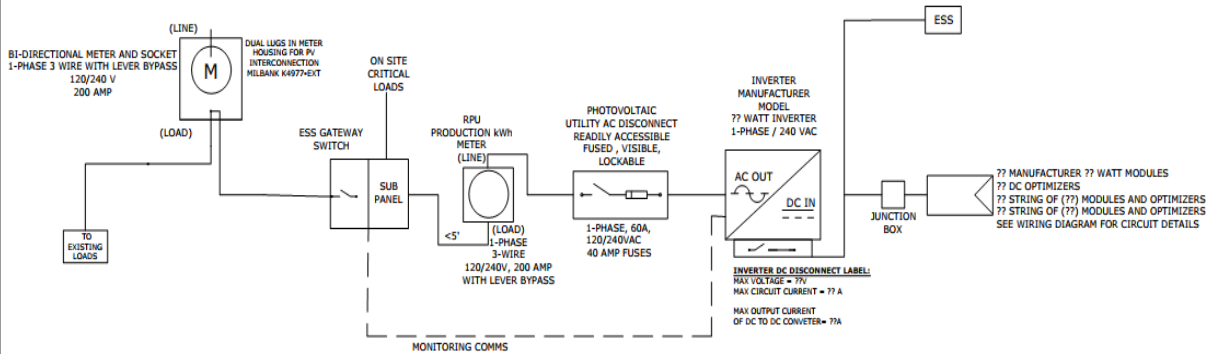 (LINE)
BI-DIRECTIONAL METER AND SOCKET
1-PHASE 3 WIRE WITH LEVER BYPASS
120/240 V
200 AMP
M
DUAL LUGS IN METER
HOUSING FOR PV
INTERCONNECTION
MILBANK K4977-EXT
(LOAD)
TO
EXISTING
LOADS
ON SITE
CRITICAL
LOADS
ESS GATEWAY
SWITCH
SUB
PANEL
<5'
RPU
PRODUCTION kWh
METER
(LINE)
(LOAD)
1-PHASE
3-WIRE
120/240V, 200 AMP
WITH LEVER BYPASS
PHOTOVOLTAIC
UTILITY AC DISCONNECT
READILY ACCESSIBLE
FUSED , VISIBLE,
LOCKABLE
1-PHASE, 60A,
120/240VAC
40 AMP FUSES
INVERTER
MANUFACTURER
MODEL
?? WATT INVERTER
1-PHASE / 240 VAC
AC OUT
DC IN
INVERTER DC DISCONNECT LABEL:
MAX VOLTAGE = ??V
MAX CIRCUIT CURRENT = ?? A
MAX OUTPUT CURRENT
OF DC TO DC CONVETER= ??A
ESS
JUNCTION
BOX
?? MANUFACTURER ?? WATT MODULES
?? DC OPTIMIZERS
?? STRING OF (??) MODULES AND OPTIMIZERS
?? STRING OF (??) MODULES AND OPTIMIZERS
SEE WIRING DIAGRAM FOR CIRCUIT DETAILS
MONITORING COMMS